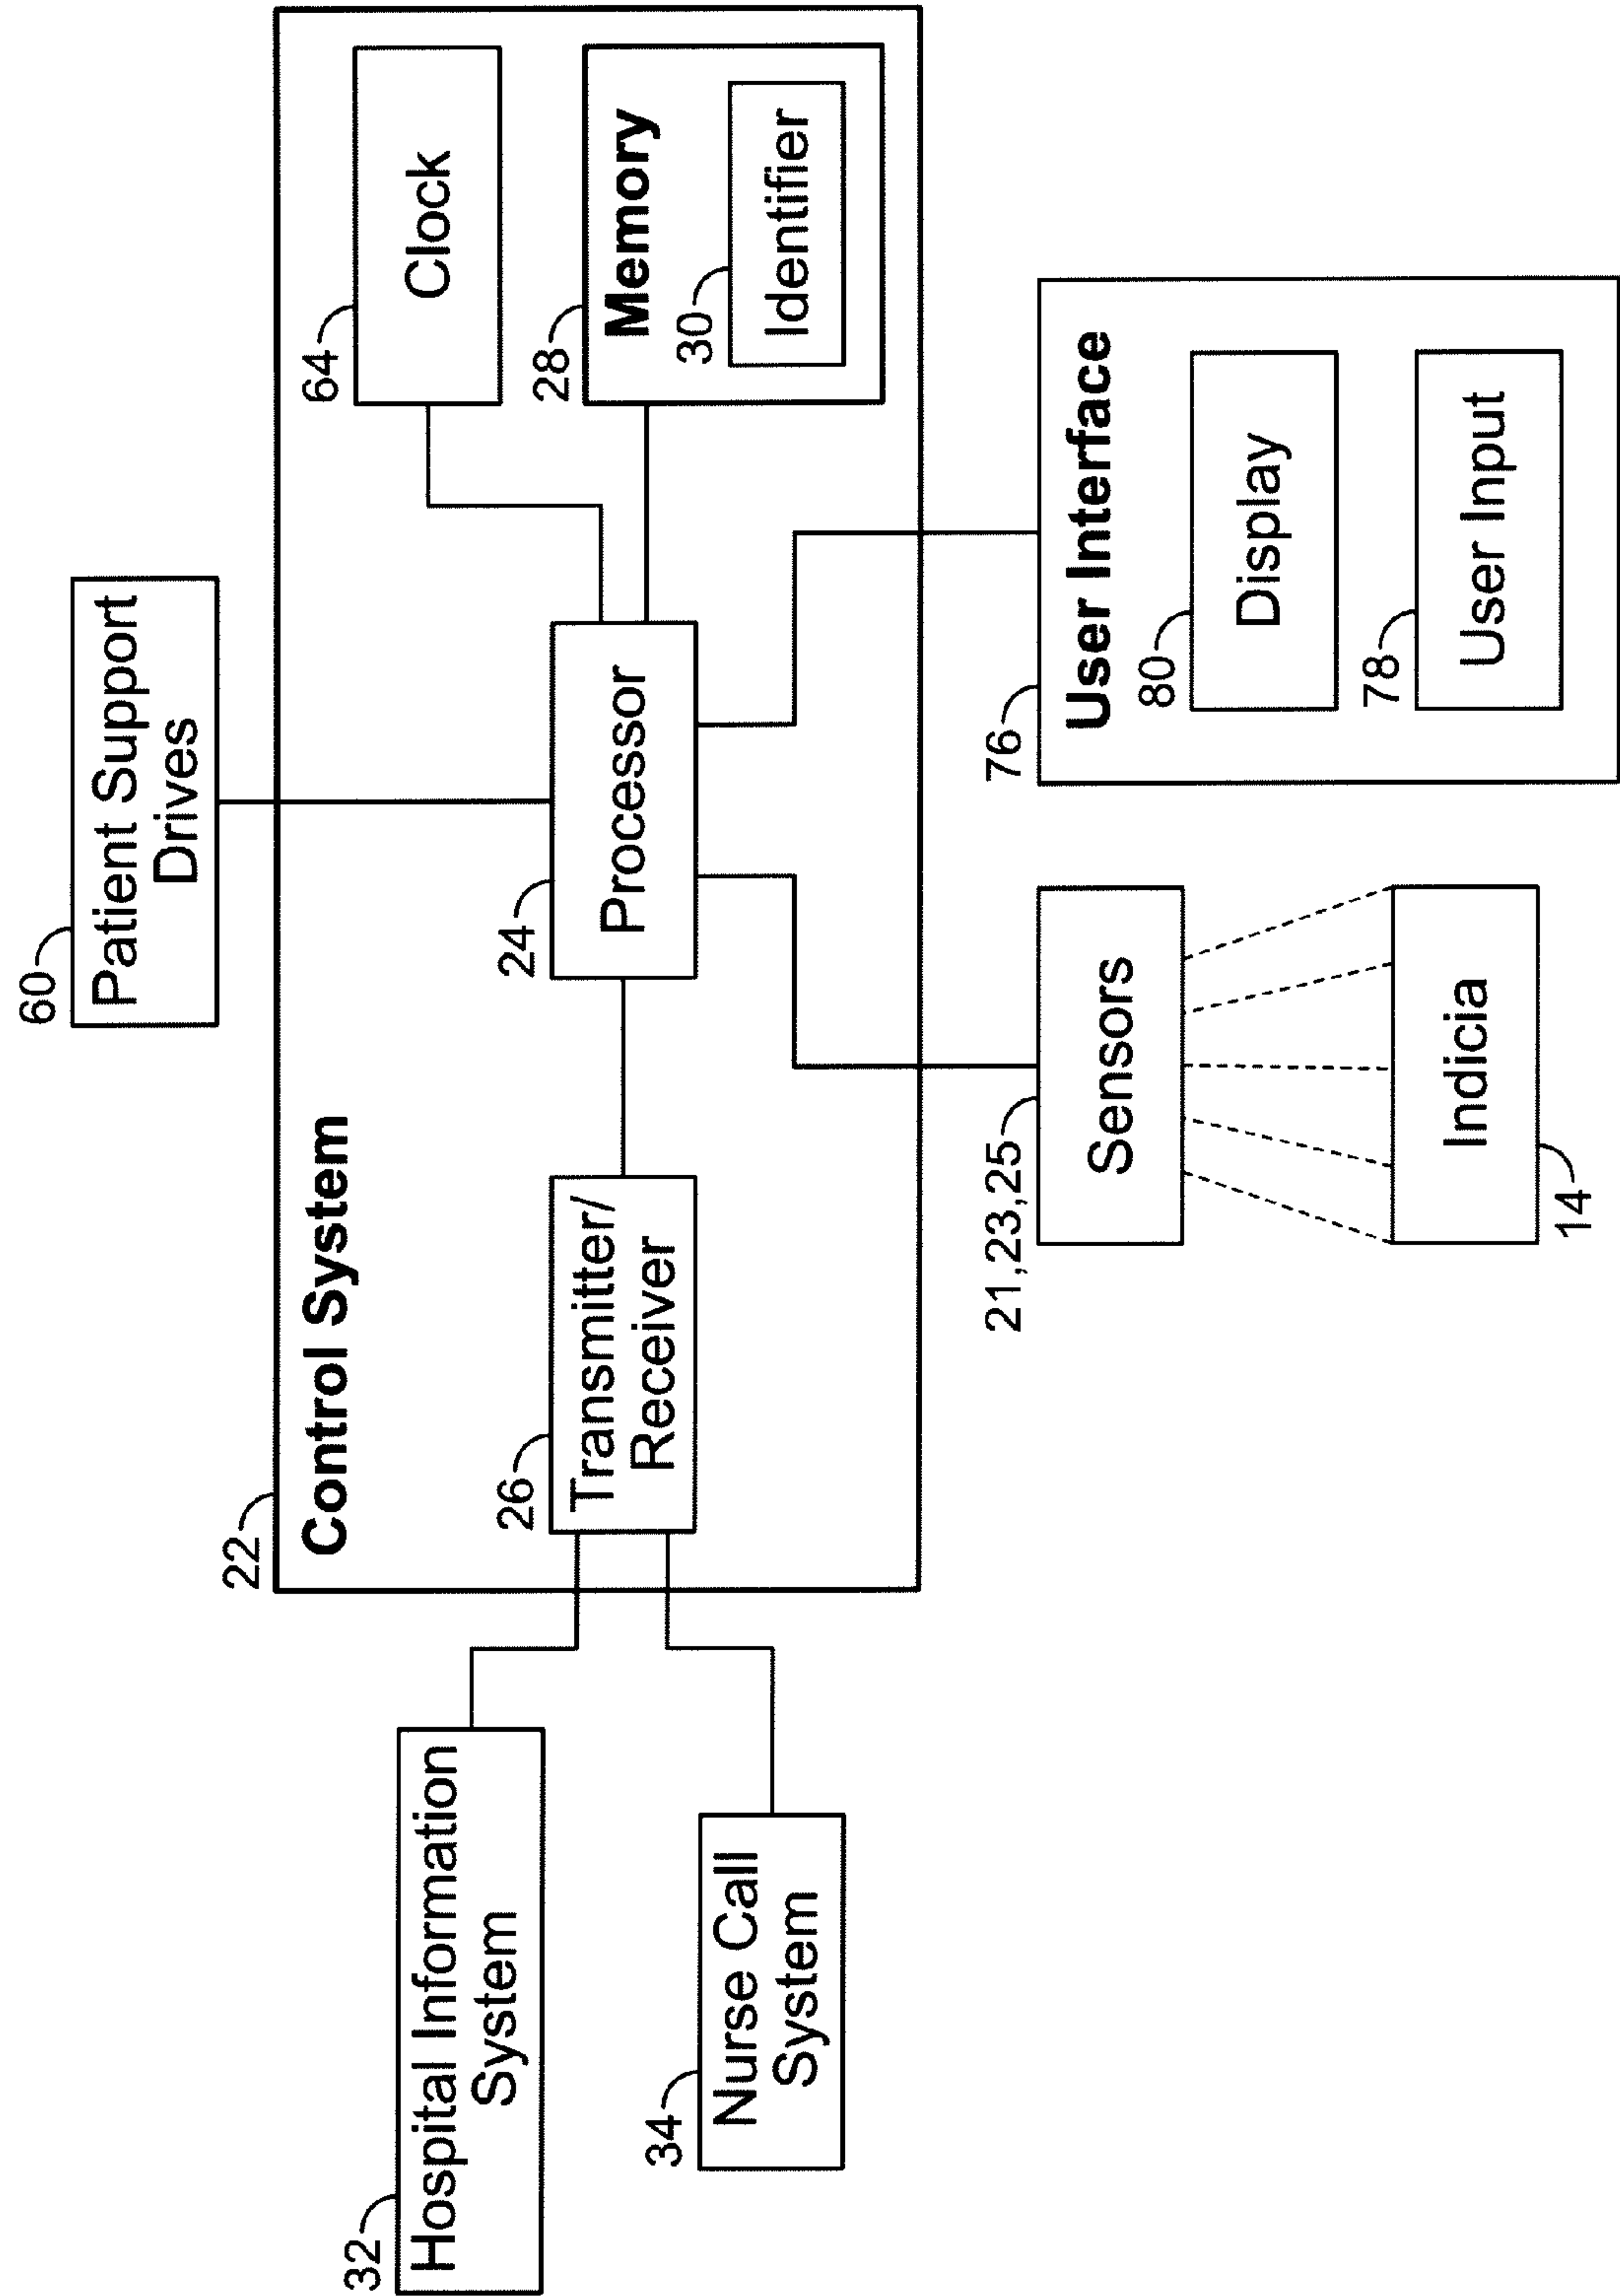 60
Patient Support
Drives
22
Control System
64
Clock
32
Hospital Information
System
26
Transmitter/
Receiver
24
Processor
28
Memory
30
Identifier
34
Nurse Call
System
21,23,25
Sensors
76
User Interface
80
Display
Indicia
14
78
User Input